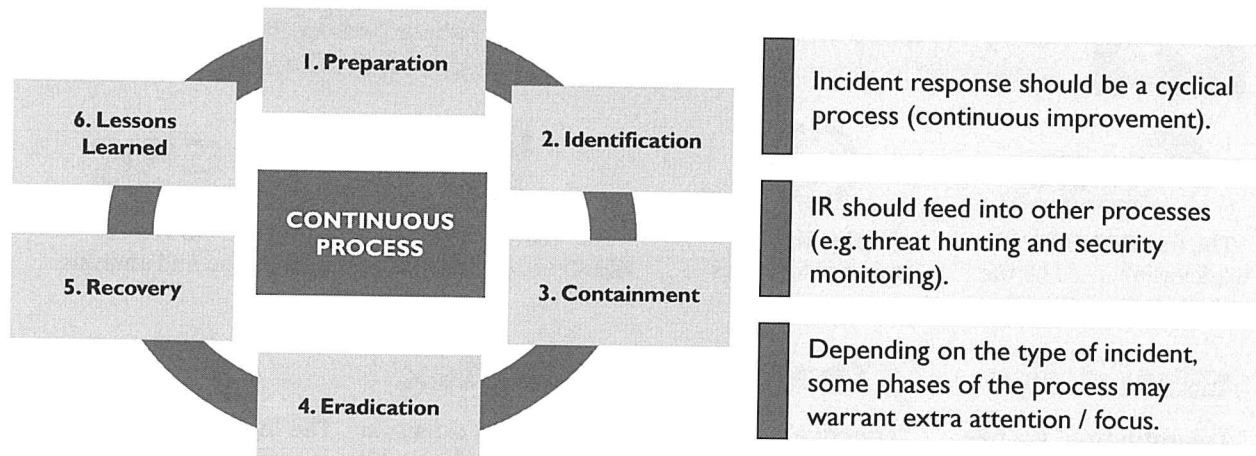 1. Preparation
2. Identification
3. Containment
4. Eradication
5. Recovery
6. Lessons
Learned
CONTINUOUS
PROCESS
Incident response should be a cyclical
process (continuous improvement).
IR should feed into other processes
(e.g. threat hunting and security
monitoring).
Depending on the type of incident,
some phases of the process may
warrant extra attention / focus.